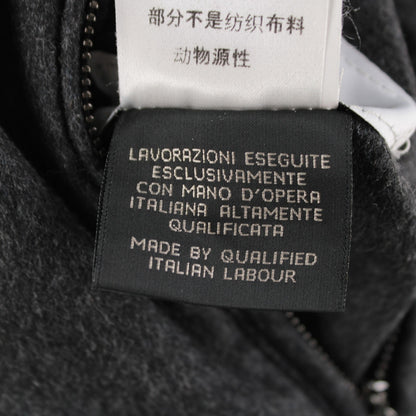 部分不是纺织布料
动物源性
LAVORAZIONI ESEGUITE
ESCLUSIVAMENTE
CON MANO D'OPERA
ITALIANA ALTAMENTE
QUALIFICATA
MADE BY QUALIFIED
ITALIAN LABOUR